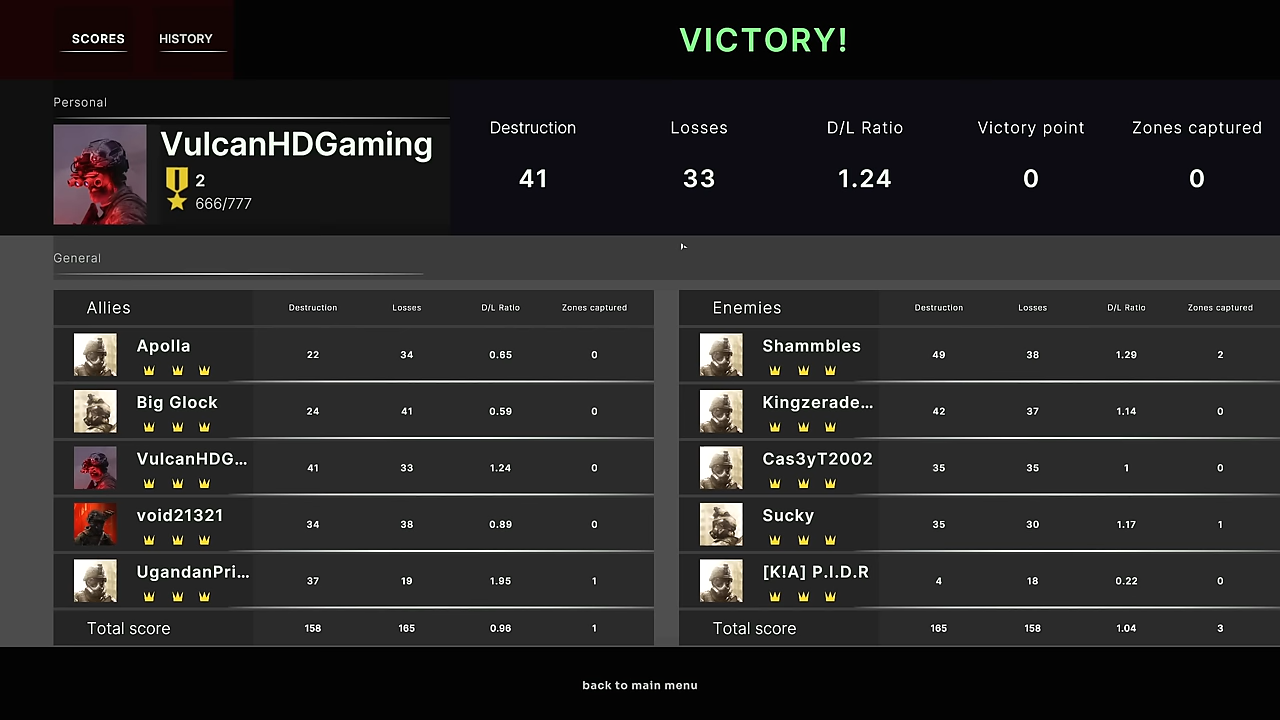 SCORES HISTORY VICTORY!
Personal
VulcanHDGaming
2
666/777
Destruction Losses D/L Ratio Victory point Zones captured
41 33 1.24 0 0
General
Allies Destruction Losses D/L Ratio Zones captured
Apolla 22 34 0.65 0
Big Glock 24 41 0.59 0
VulcanHDG... 41 33 1.24 0
void21321 34 38 0.89 0
UgandanPri... 37 19 1.95 1
Total score 158 165 0.96 1
Enemies Destruction Losses D/L Ratio Zones captured
Shammbles 49 38 1.29 2
Kingzerade... 42 37 1.14 0
Cas3yT2002 35 35 1 0
Sucky 35 30 1.17 1
[K!A] P.I.D.R 4 18 0.22 0
Total score 165 158 1.04 3
back to main menu